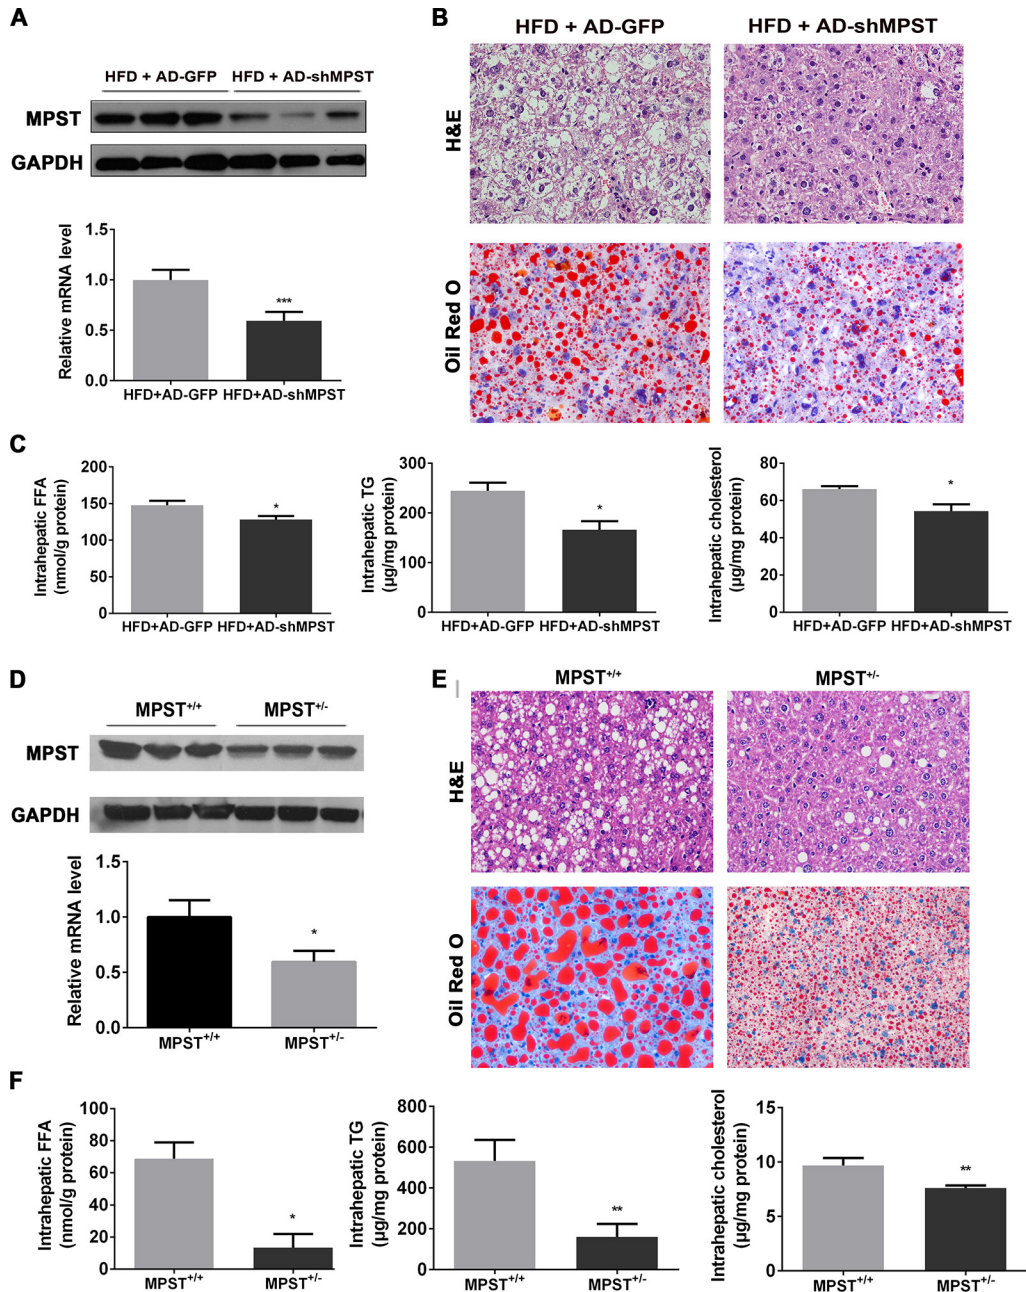 A
HFD + AD-GFP HFD + AD-shMPST
MPST
GAPDH
Relative mRNA level
1.5
1.0
0.5
0.0
***
HFD+AD-GFP HFD+AD-shMPST
B
HFD + AD-GFP HFD + AD-shMPST
H&E
Oil Red O
C
Intrahepatic FFA
(nmol/g protein)
200
150
100
50
0
*
HFD+AD-GFP HFD+AD-shMPST
Intrahepatic TG
(µg/mg protein)
300
200
100
0
*
HFD+AD-GFP HFD+AD-shMPST
Intrahepatic cholesterol
(µg/mg protein)
80
60
40
20
0
*
HFD+AD-GFP HFD+AD-shMPST
D
MPST+/+ MPST+/-
MPST
GAPDH
Relative mRNA level
1.5
1.0
0.5
0.0
*
MPST+/+ MPST+/-
E
MPST+/+ MPST+/-
H&E
Oil Red O
F
Intrahepatic FFA
(nmol/g protein)
100
80
60
40
20
0
*
MPST+/+ MPST+/-
Intrahepatic TG
(µg/mg protein)
800
600
400
200
0
**
MPST+/+ MPST+/-
Intrahepatic cholesterol
(µg/mg protein)
15
10
5
0
**
MPST+/+ MPST+/-